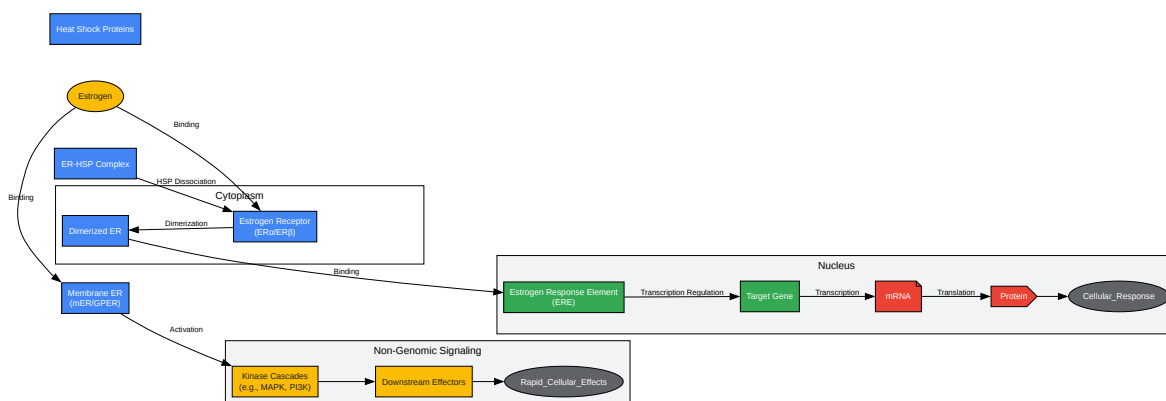 Heat Shock Proteins
Estrogen
Binding
ER-HSP Complex
HSP Dissociation
Cytoplasm
Binding
Dimerized ER
Dimerization
Estrogen Receptor
(ERα/ERβ)
Binding
Nucleus
Membrane ER
(mER/GPER)
Estrogen Response Element
(ERE)
Transcription Regulation
Target Gene
Transcription
mRNA
Translation
Protein
Cellular_Response
Activation
Non-Genomic Signaling
Kinase Cascades
(e.g., MAPK, PI3K)
Downstream Effectors
Rapid_Cellular_Effects